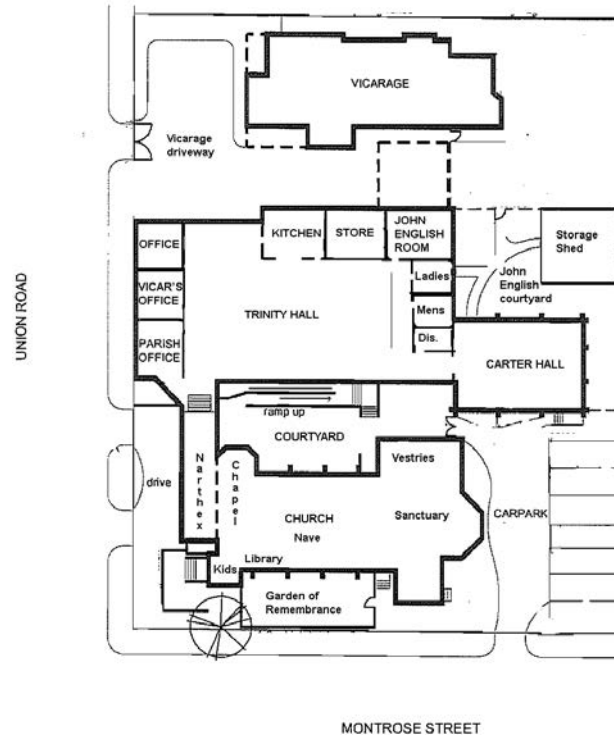 VICARAGE
Vicarage
driveway
OFFICE
KITCHEN
STORE
JOHN
ENGLISH
ROOM
Storage
Shed
VICAR'S
OFFICE
Ladies
John
English
courtyard
TRINITY HALL
Mens
UNION ROAD
PARISH
OFFICE
Dis.
CARTER HALL
ramp up
COURTYARD
Narthex
Chapel
Vestries
drive
CHURCH
Nave
Sanctuary
CARPARK
Library
Kids
Garden of
Remembrance
MONTROSE STREET